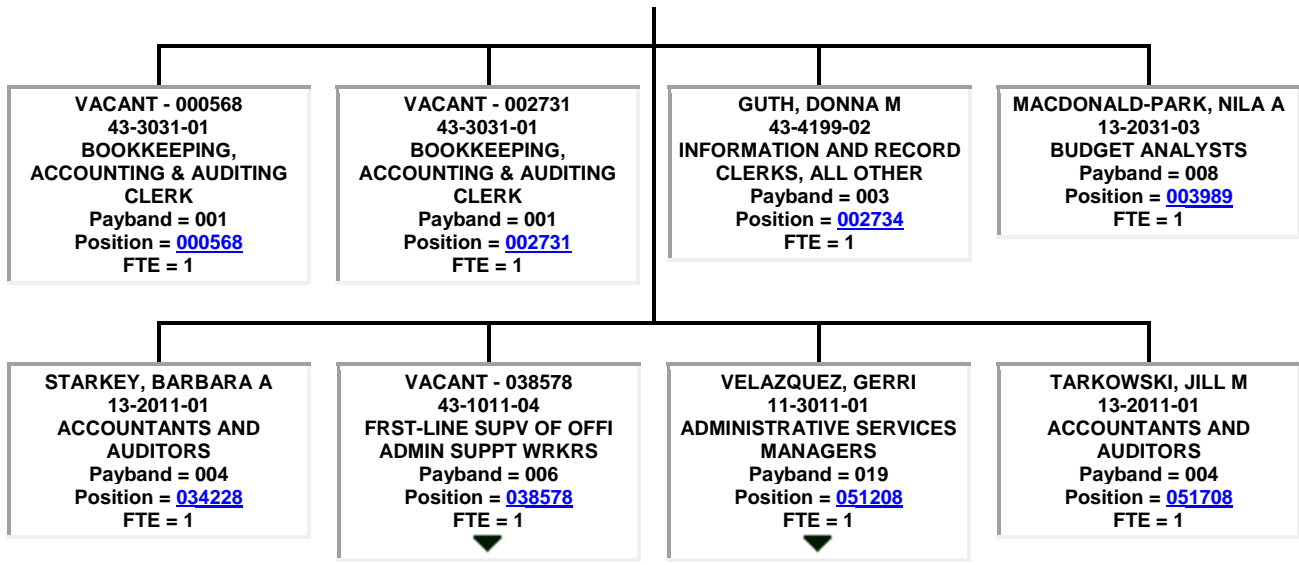 VACANT - 000568
43-3031-01
BOOKKEEPING,
ACCOUNTING & AUDITING
CLERK
Payband = 001
Position = 000568
FTE = 1
VACANT - 002731
43-3031-01
BOOKKEEPING,
ACCOUNTING & AUDITING
CLERK
Payband = 001
Position = 002731
FTE = 1
GUTH, DONNA M
43-4199-02
INFORMATION AND RECORD
CLERKS, ALL OTHER
Payband = 003
Position = 002734
FTE = 1
MACDONALD-PARK, NILA A
13-2031-03
BUDGET ANALYSTS
Payband = 008
Position = 003989
FTE = 1
STARKEY, BARBARA A
13-2011-01
ACCOUNTANTS AND
AUDITORS
Payband = 004
Position = 034228
FTE = 1
VACANT - 038578
43-1011-04
FRST-LINE SUPV OF OFFI
ADMIN SUPPT WRKRS
Payband = 006
Position = 038578
FTE = 1
VELAZQUEZ, GERRI
11-3011-01
ADMINISTRATIVE SERVICES
MANAGERS
Payband = 019
Position = 051208
FTE = 1
TARKOWSKI, JILL M
13-2011-01
ACCOUNTANTS AND
AUDITORS
Payband = 004
Position = 051708
FTE = 1